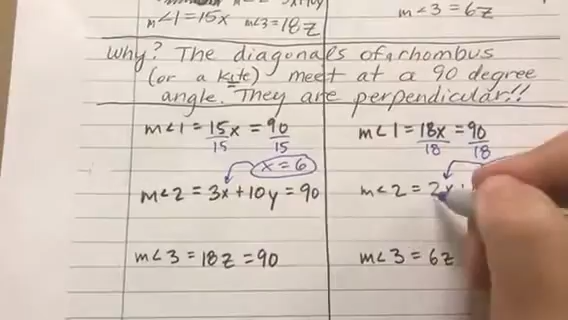 m<1=15x m<3=18z
m<3=6z
Why? The diagonals of a rhombus
(or a kite) meet at a 90 degree
angle. They are perpendicular!!
m<1 = 15x/15 = 90/15
m<1 = 18x/18 = 90/18
x=6
m<2 = 3x+10y=90
m<2 = 2x
m<3 = 18z = 90
m<3 = 6z